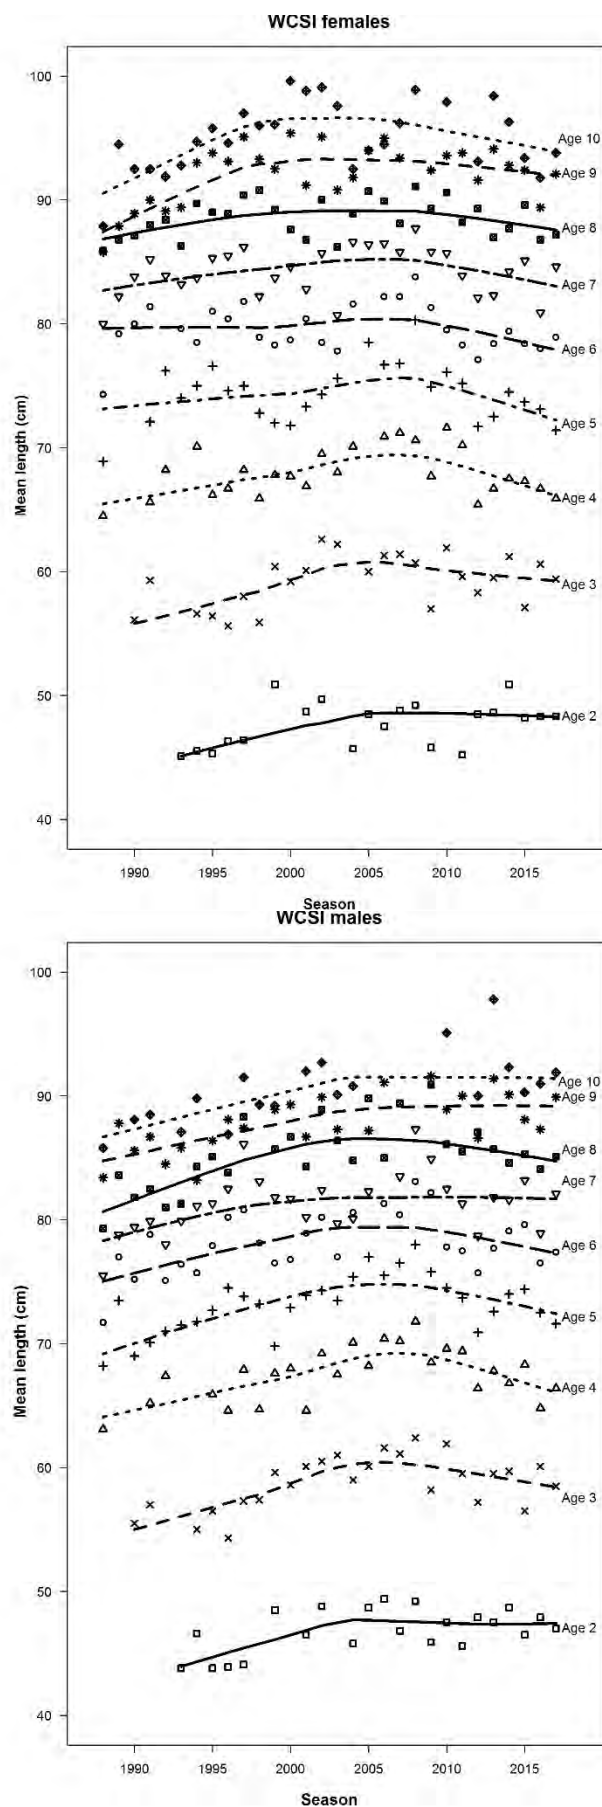 WCSI females
100
90
80
70
60
50
40
Mean length (cm)
Age 10
Age 9
Age 8
Age 7
Age 6
Age 5
Age 4
Age 3
Age 2
1990 1995 2000 2005 2010 2015
Season
WCSI males
100
90
80
70
60
50
40
Mean length (cm)
Age 10
Age 9
Age 8
Age 7
Age 6
Age 5
Age 4
Age 3
Age 2
1990 1995 2000 2005 2010 2015
Season